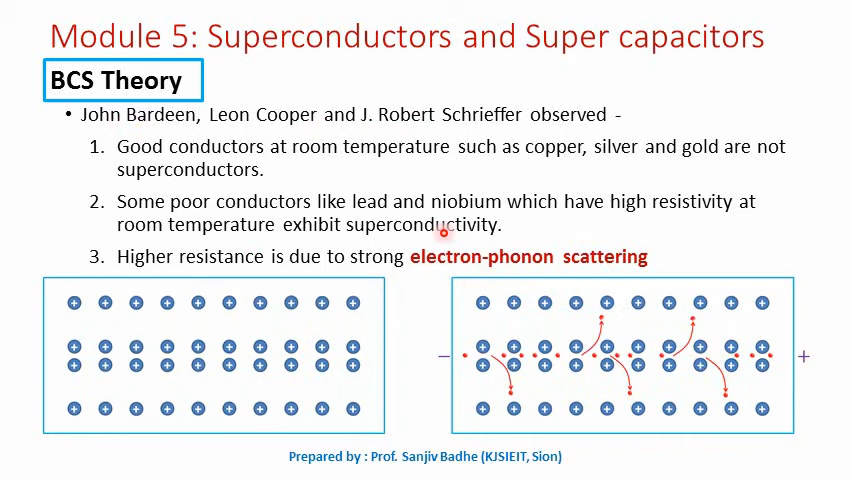 Module 5: Superconductors and Super capacitors
BCS Theory
• John Bardeen, Leon Cooper and J. Robert Schrieffer observed -
1. Good conductors at room temperature such as copper, silver and gold are not
superconductors.
2. Some poor conductors like lead and niobium which have high resistivity at
room temperature exhibit superconductivity.
3. Higher resistance is due to strong electron-phonon scattering
+ + + + + + + + + +
+ + + + + + + + + +
+ + + + + + + + + +
+ + + + + + + + + +
+ + + + + + + + + +
− + + + + + + + + + + +
+ + + + + + + + + +
+ + + + + + + + + +
Prepared by : Prof. Sanjiv Badhe (KJSIEIT, Sion)